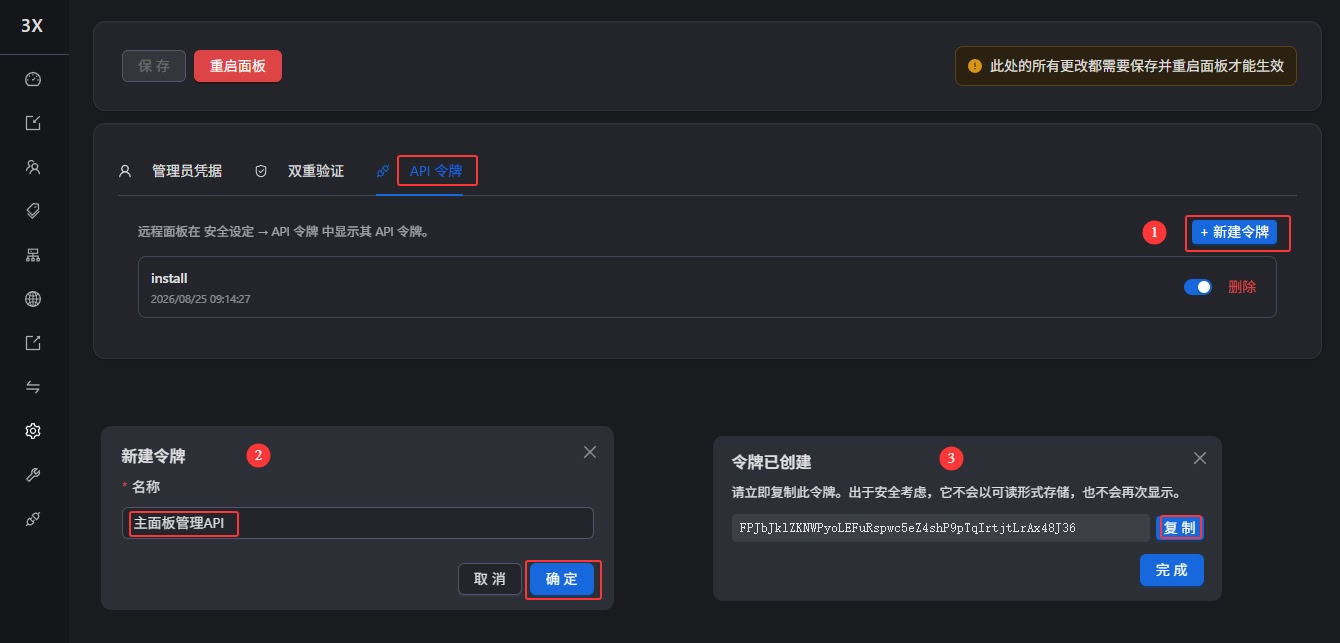 3X
保 存
重启面板
此处的所有更改都需要保存并重启面板才能生效
管理员凭据
双重验证
API 令牌
远程面板在 安全设定 → API 令牌 中显示其 API 令牌。
1
+ 新建令牌
install
2026/08/25 09:14:27
删除
新建令牌
2
* 名称
主面板管理API
取 消
确 定
令牌已创建
3
请立即复制此令牌。出于安全考虑，它不会以可读形式存储，也不会再次显示。
FPJbJklZKNWPyoLEFuRspwc5eZ4shP9pTqIrtjtLrAx48J36
复 制
完 成